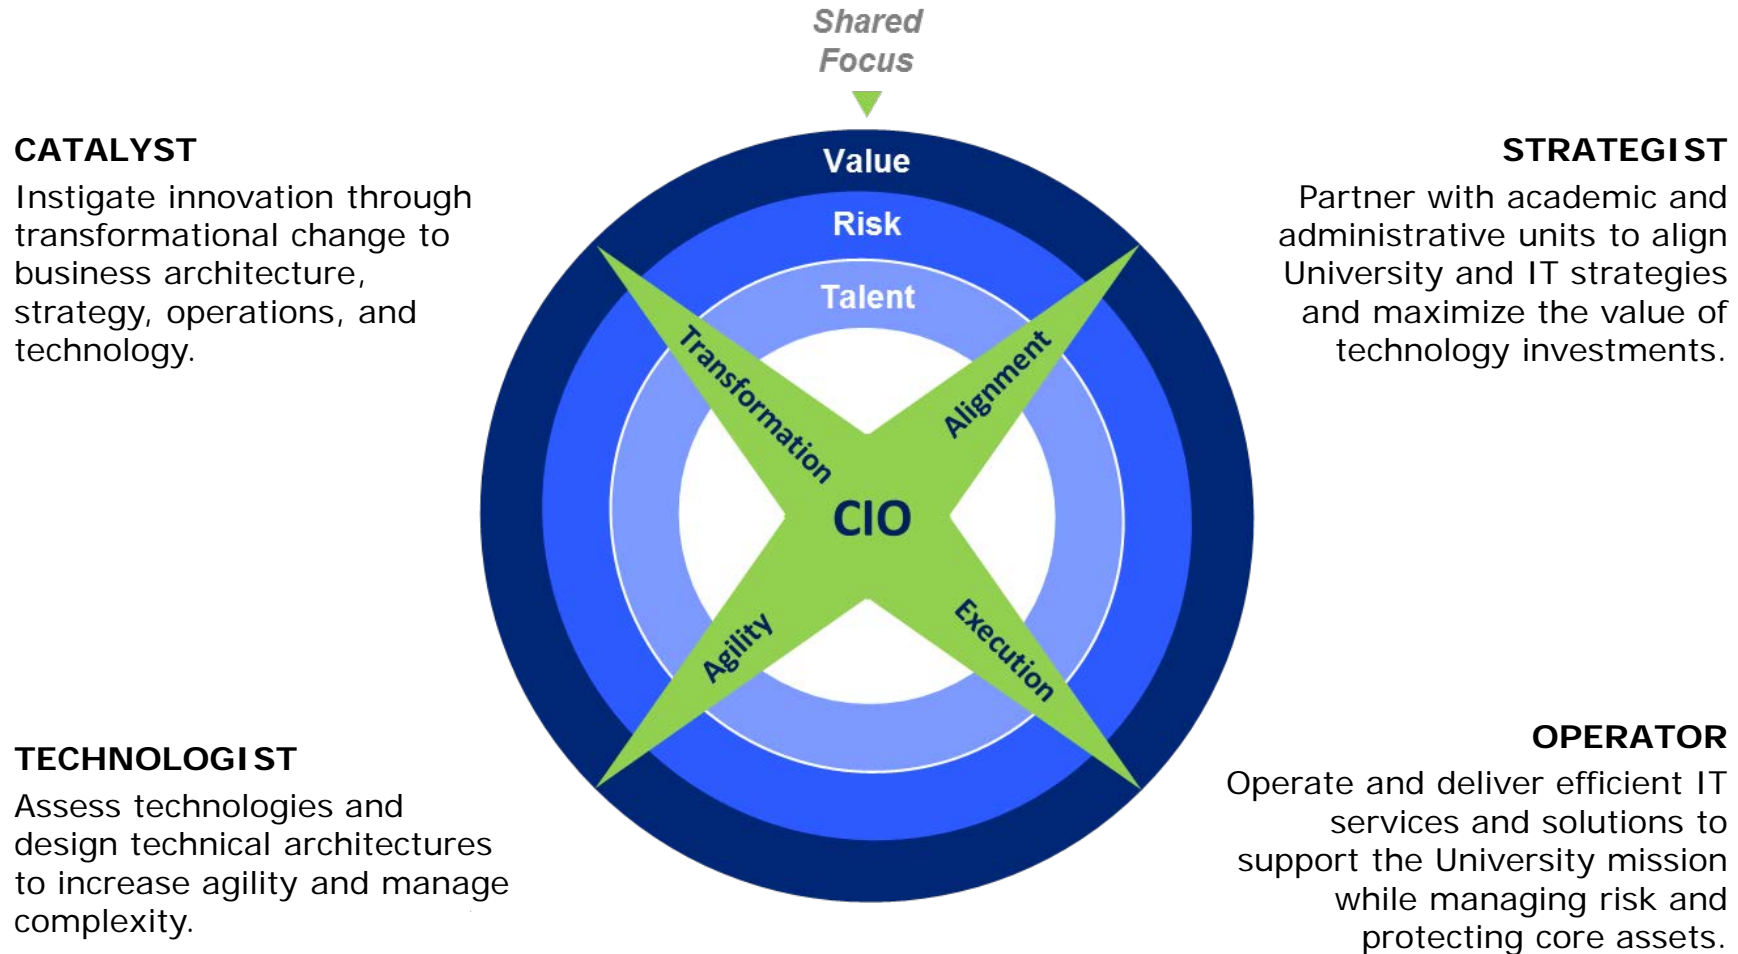 Shared
Focus
CATALYST
Instigate innovation through
transformational change to
business architecture,
strategy, operations, and
technology.
STRATEGIST
Partner with academic and
administrative units to align
University and IT strategies
and maximize the value of
technology investments.
Value
Risk
Talent
Transformation
Alignment
CIO
Agility
Execution
TECHNOLOGIST
Assess technologies and
design technical architectures
to increase agility and manage
complexity.
OPERATOR
Operate and deliver efficient IT
services and solutions to
support the University mission
while managing risk and
protecting core assets.